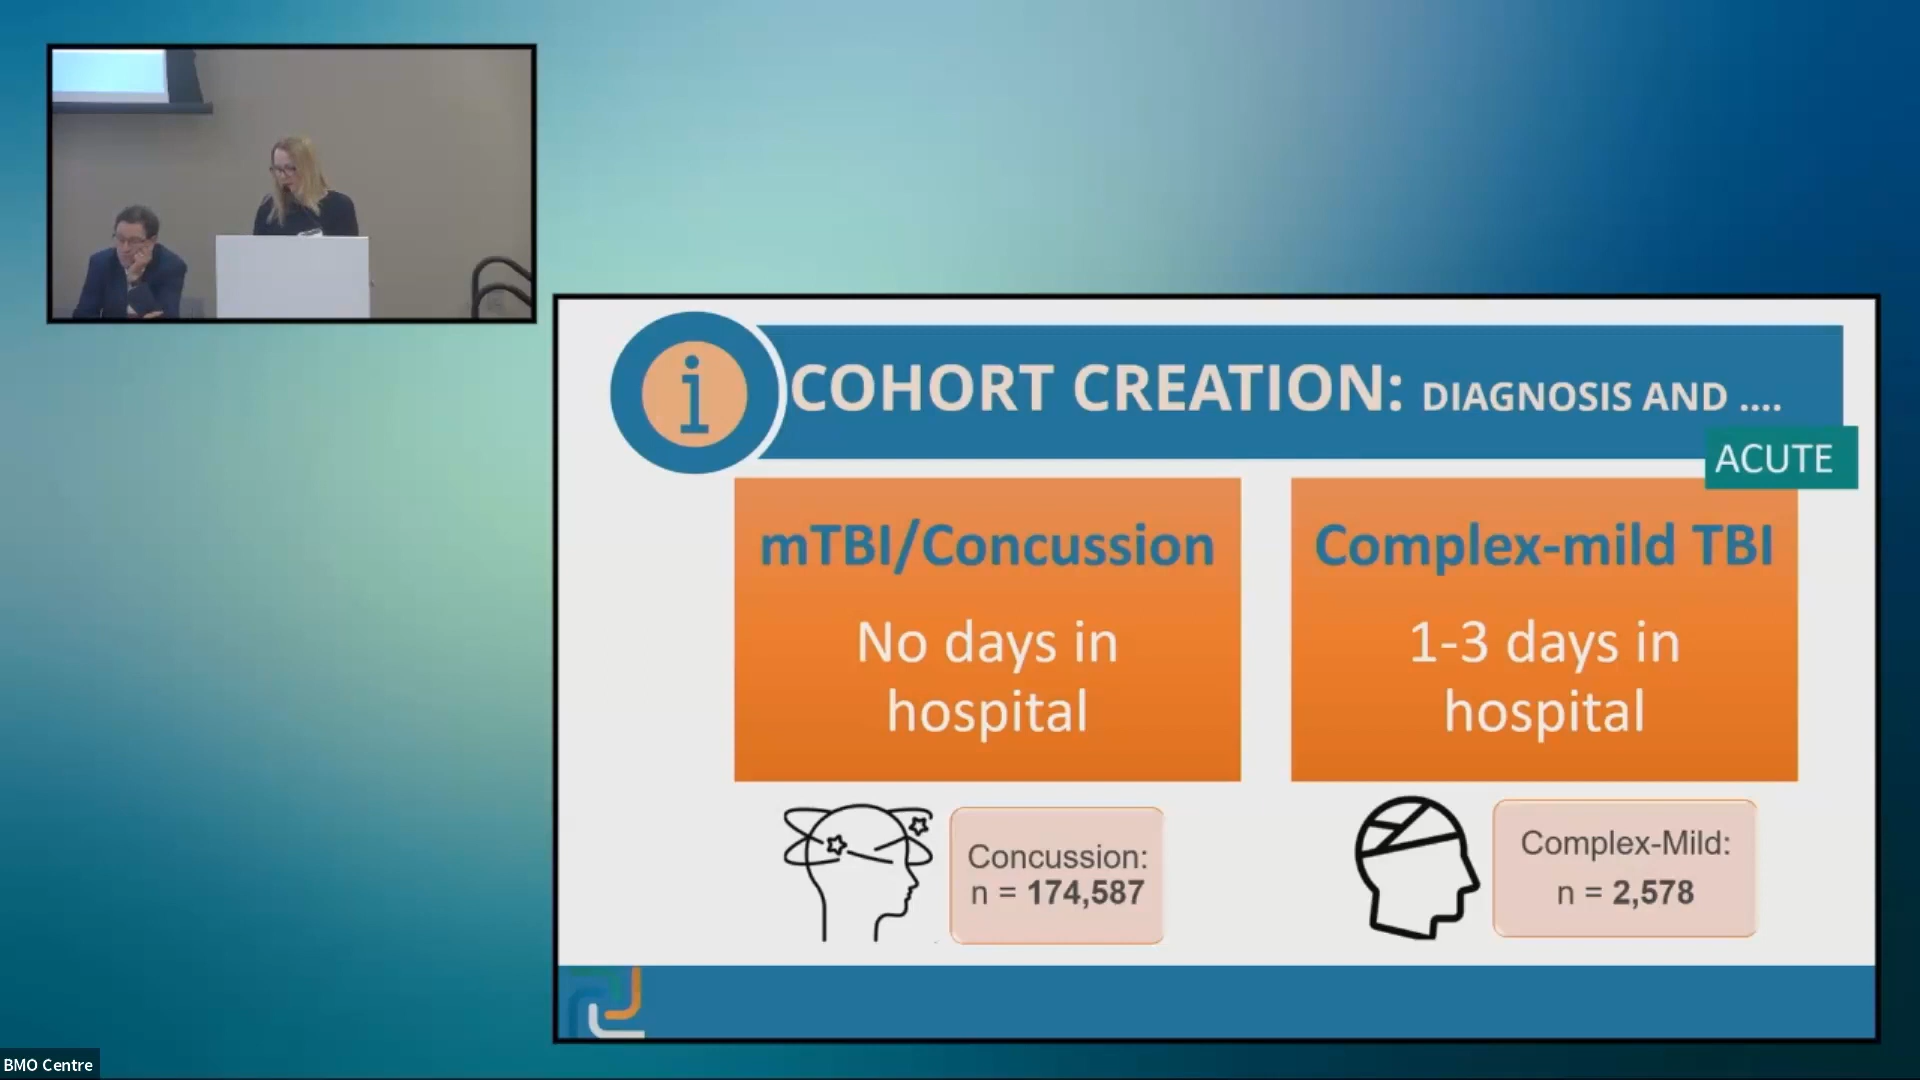 COHORT CREATION: DIAGNOSIS AND ....
ACUTE
mTBI/Concussion
No days in
hospital
Complex-mild TBI
1-3 days in
hospital
Concussion:
n = 174,587
Complex-Mild:
n = 2,578
BMO Centre